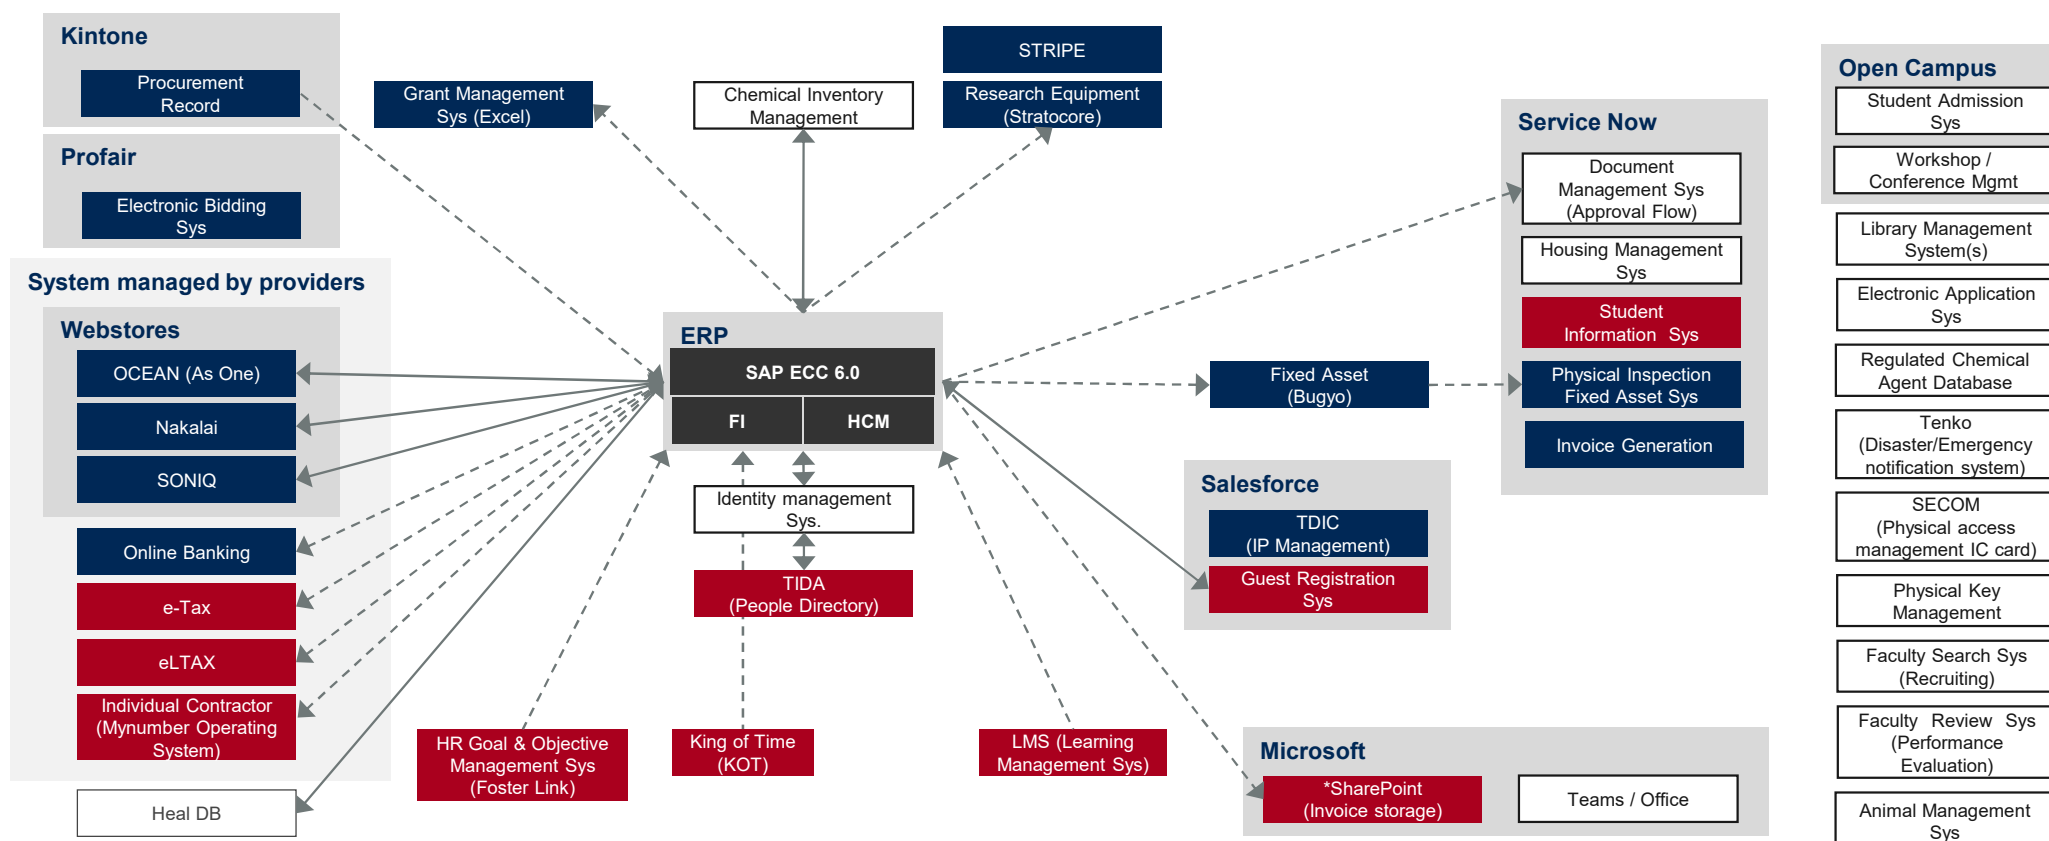 Kintone
Procurement
Record
Profair
Electronic Bidding
Sys
System managed by providers
Webstores
OCEAN (As One)
Nakalai
SONIQ
Online Banking
e-Tax
eLTAX
Individual Contractor
(Mynumber Operating
System)
Heal DB
Grant Management
Sys (Excel)
Chemical Inventory
Management
STRIPE
Research Equipment
(Stratocore)
ERP
SAP ECC 6.0
FI
HCM
Identity management
Sys.
TIDA
(People Directory)
HR Goal & Objective
Management Sys
(Foster Link)
King of Time
(KOT)
LMS (Learning
Management Sys)
Fixed Asset
(Bugyo)
Salesforce
TDIC
(IP Management)
Guest Registration
Sys
Microsoft
*SharePoint
(Invoice storage)
Teams / Office
Service Now
Document
Management Sys
(Approval Flow)
Housing Management
Sys
Student
Information Sys
Physical Inspection
Fixed Asset Sys
Invoice Generation
Open Campus
Student Admission
Sys
Workshop /
Conference Mgmt
Library Management
System(s)
Electronic Application
Sys
Regulated Chemical
Agent Database
Tenko
(Disaster/Emergency
notification system)
SECOM
(Physical access
management IC card)
Physical Key
Management
Faculty Search Sys
(Recruiting)
Faculty Review Sys
(Performance
Evaluation)
Animal Management
Sys